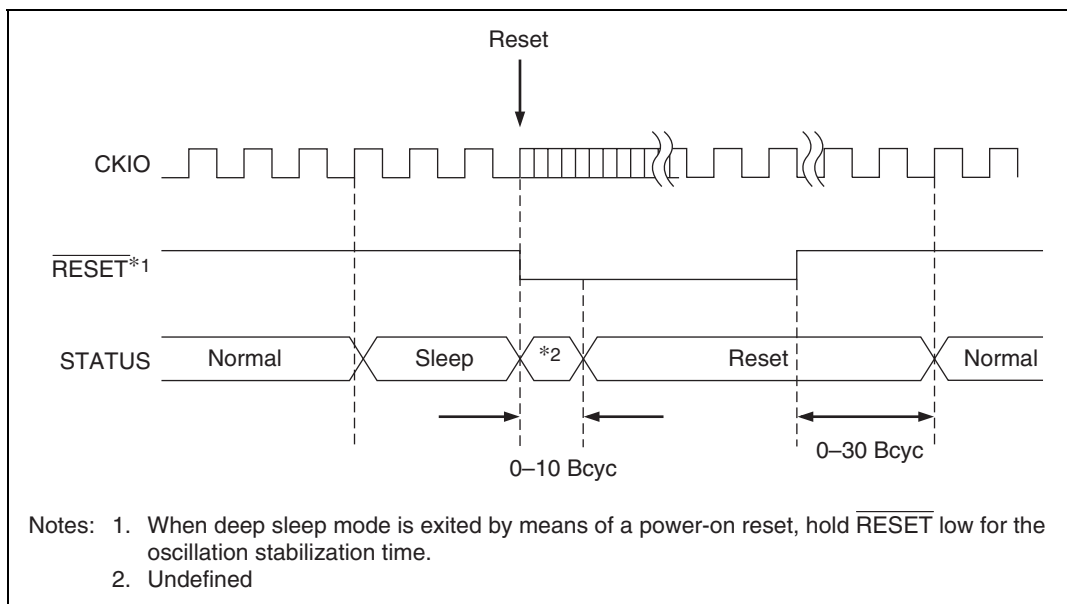 Reset
CKIO
RESET*1
STATUS
Normal
Sleep
*2
Reset
Normal
0–10 Bcyc
0–30 Bcyc
Notes: 1. When deep sleep mode is exited by means of a power-on reset, hold RESET low for the
oscillation stabilization time.
2. Undefined